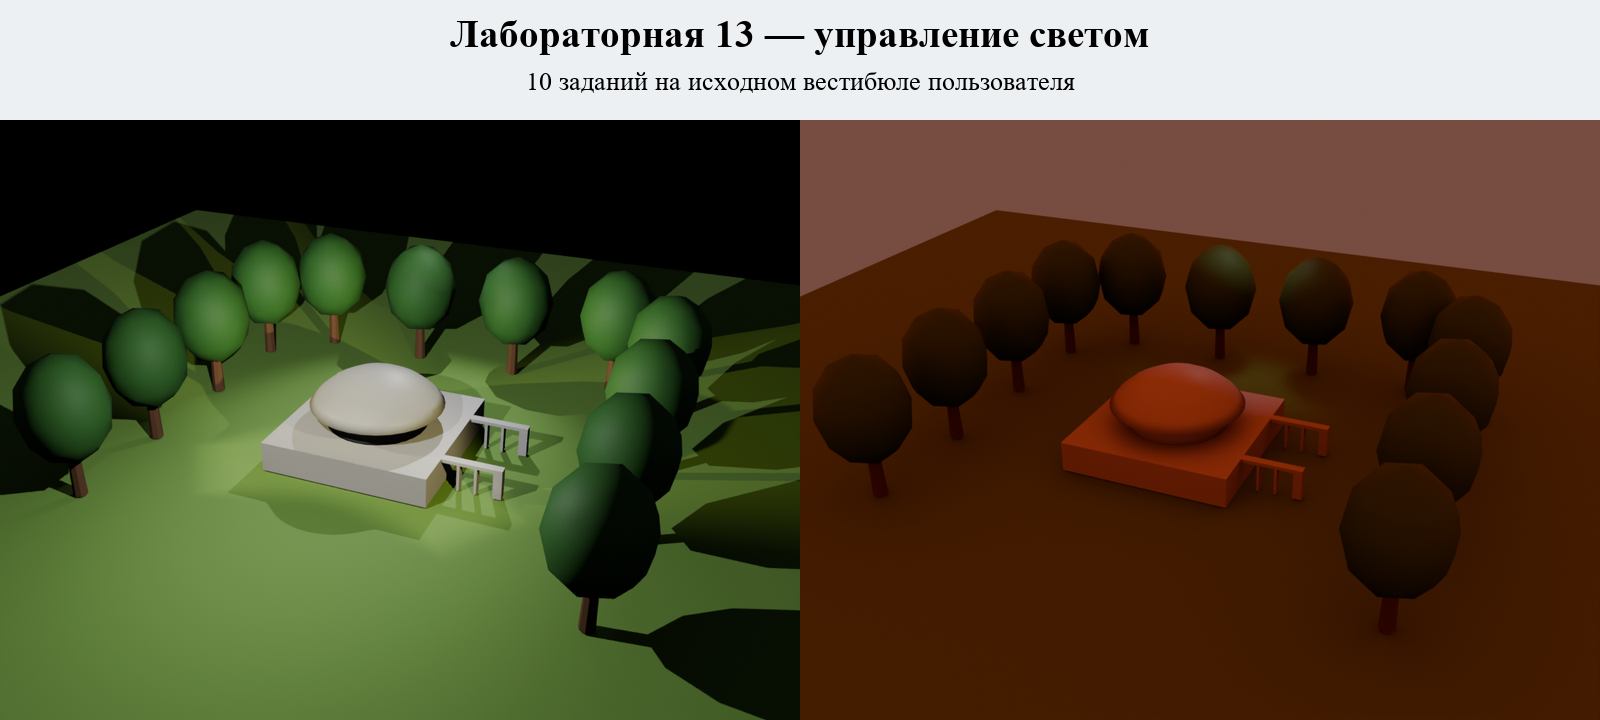 Лабораторная 13 — управление светом
10 заданий на исходном вестибюле пользователя